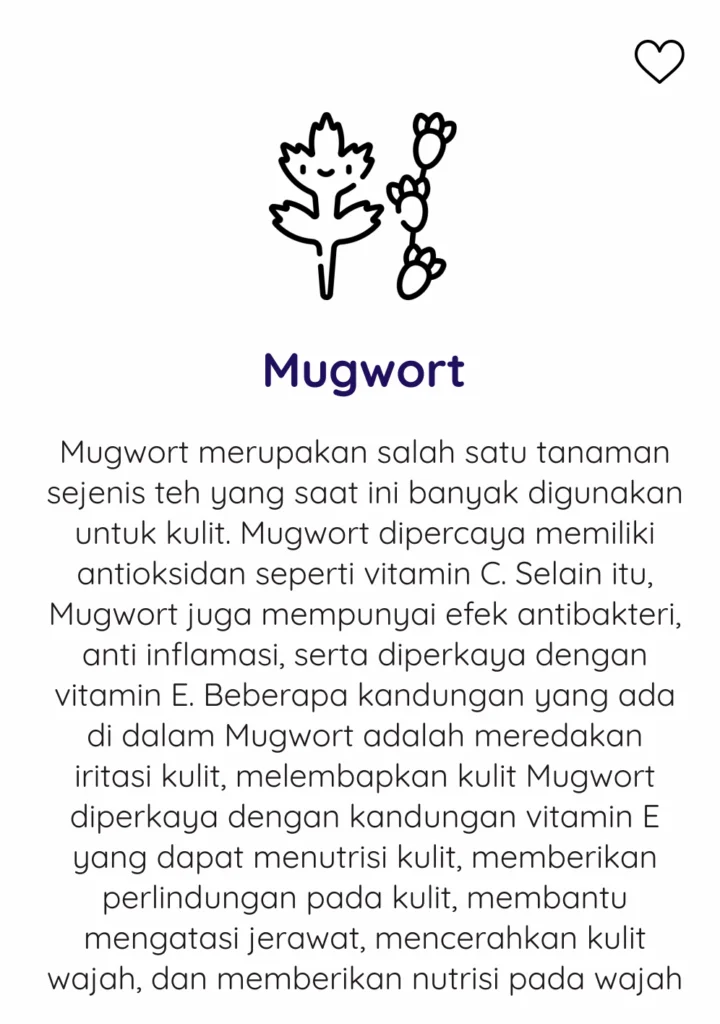 Mugwort
Mugwort merupakan salah satu tanaman
sejenis teh yang saat ini banyak digunakan
untuk kulit. Mugwort dipercaya memiliki
antioksidan seperti vitamin C. Selain itu,
Mugwort juga mempunyai efek antibakteri,
anti inflamasi, serta diperkaya dengan
vitamin E. Beberapa kandungan yang ada
di dalam Mugwort adalah meredakan
iritasi kulit, melembapkan kulit Mugwort
diperkaya dengan kandungan vitamin E
yang dapat menutrisi kulit, memberikan
perlindungan pada kulit, membantu
mengatasi jerawat, mencerahkan kulit
wajah, dan memberikan nutrisi pada wajah